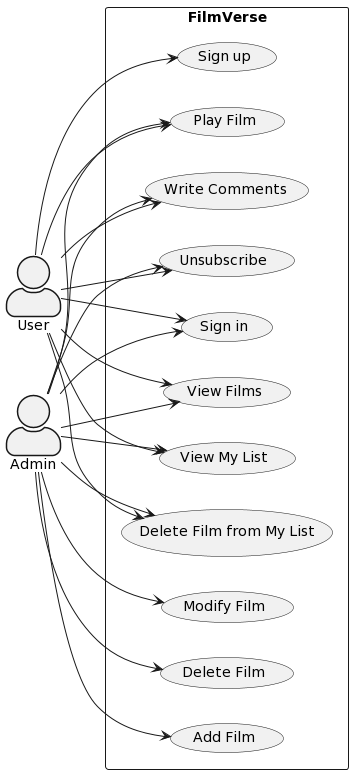 FilmVerse
Sign up
Play Film
Write Comments
Unsubscribe
User
Sign in
View Films
Admin
View My List
Delete Film from My List
Modify Film
Delete Film
Add Film